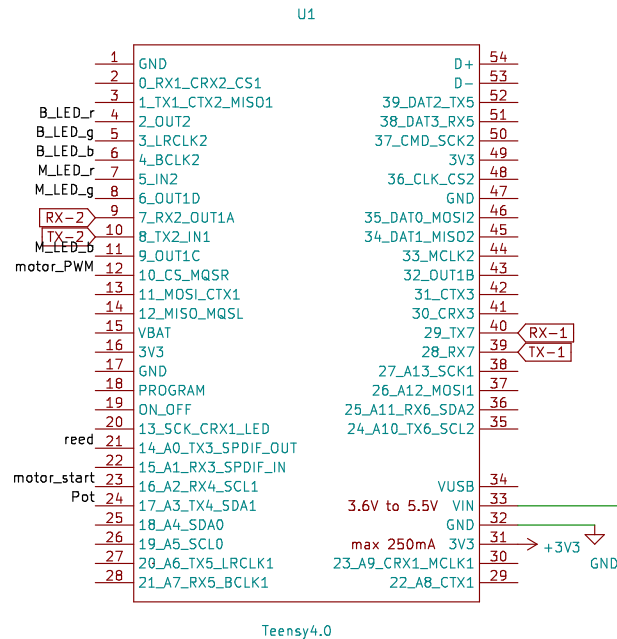 U1
1 GND D+ 54
2 0_RX1_CRX2_CS1 D- 53
3 1_TX1_CTX2_MISO1 39_DAT2_TX5 52
B_LED_r 4 2_OUT2 38_DAT3_RX5 51
B_LED_g 5 3_LRCLK2 37_CMD_SCK2 50
B_LED_b 6 4_BCLK2 3V3 49
M_LED_r 7 5_IN2 36_CLK_CS2 48
M_LED_g 8 6_OUT1D GND 47
RX-2 9 7_RX2_OUT1A 35_DAT0_MOSI2 46
TX-2 10 8_TX2_IN1 34_DAT1_MISO2 45
M_LED_b 11 9_OUT1C 33_MCLK2 44
motor_PWM 12 10_CS_MQSR 32_OUT1B 43
13 11_MOSI_CTX1 31_CTX3 42
14 12_MISO_MQSL 30_CRX3 41
15 VBAT 29_TX7 40 RX-1
16 3V3 28_RX7 39 TX-1
17 GND 27_A13_SCK1 38
18 PROGRAM 26_A12_MOSI1 37
19 ON_OFF 25_A11_RX6_SDA2 36
20 13_SCK_CRX1_LED 24_A10_TX6_SCL2 35
reed 21 14_A0_TX3_SPDIF_OUT
22 15_A1_RX3_SPDIF_IN
motor_start 23 16_A2_RX4_SCL1 VUSB 34
Pot 24 17_A3_TX4_SDA1 3.6V to 5.5V VIN 33
25 18_A4_SDA0 GND 32
26 19_A5_SCL0 max 250mA 3V3 31 +3V3
27 20_A6_TX5_LRCLK1 23_A9_CRX1_MCLK1 30 GND
28 21_A7_RX5_BCLK1 22_A8_CTX1 29
Teensy4.0